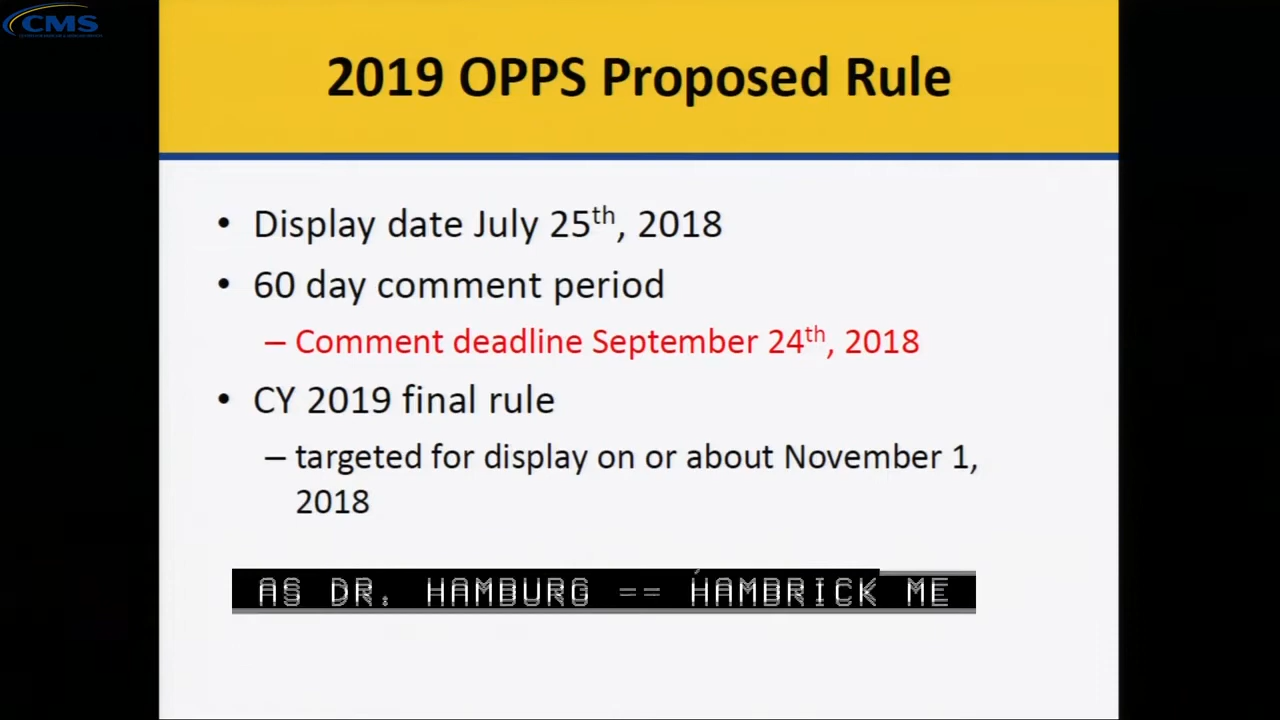 CMS
2019 OPPS Proposed Rule
• Display date July 25th, 2018
• 60 day comment period
– Comment deadline September 24th, 2018
• CY 2019 final rule
– targeted for display on or about November 1,
2018
AS DR. HAMBURG == HAMBRICK ME